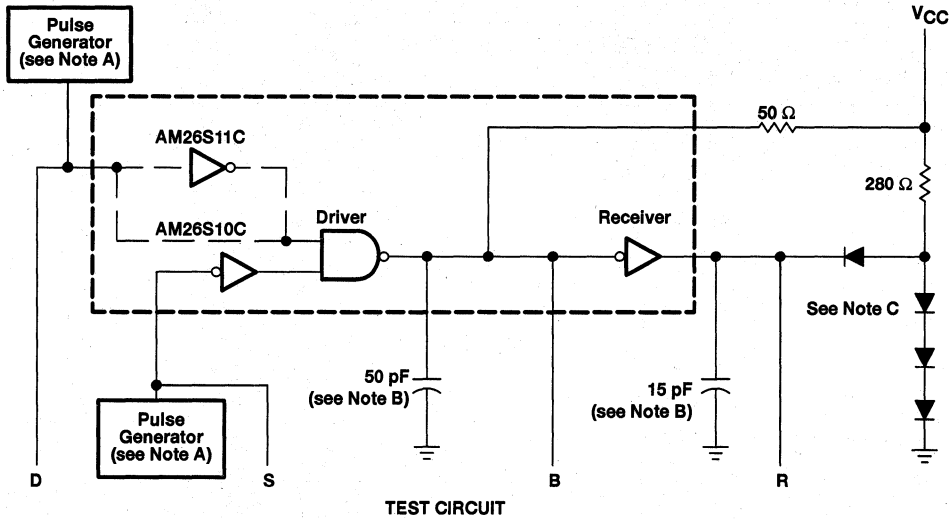 Pulse
Generator
(see Note A)
VCC
AM26S11C
50 Ω
280 Ω
AM26S10C
Driver
Receiver
See Note C
50 pF
(see Note B)
15 pF
(see Note B)
Pulse
Generator
(see Note A)
D
S
B
R
TEST CIRCUIT